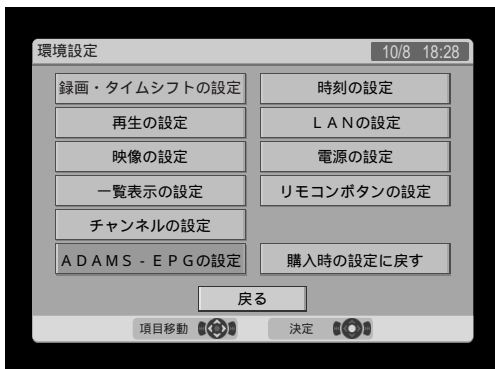 環境設定
10/8 18:28
録画・タイムシフトの設定
時刻の設定
再生の設定
ＬＡＮの設定
映像の設定
電源の設定
一覧表示の設定
リモコンボタンの設定
チャンネルの設定
ＡＤＡＭＳ－ＥＰＧの設定
購入時の設定に戻す
戻る
項目移動
決定